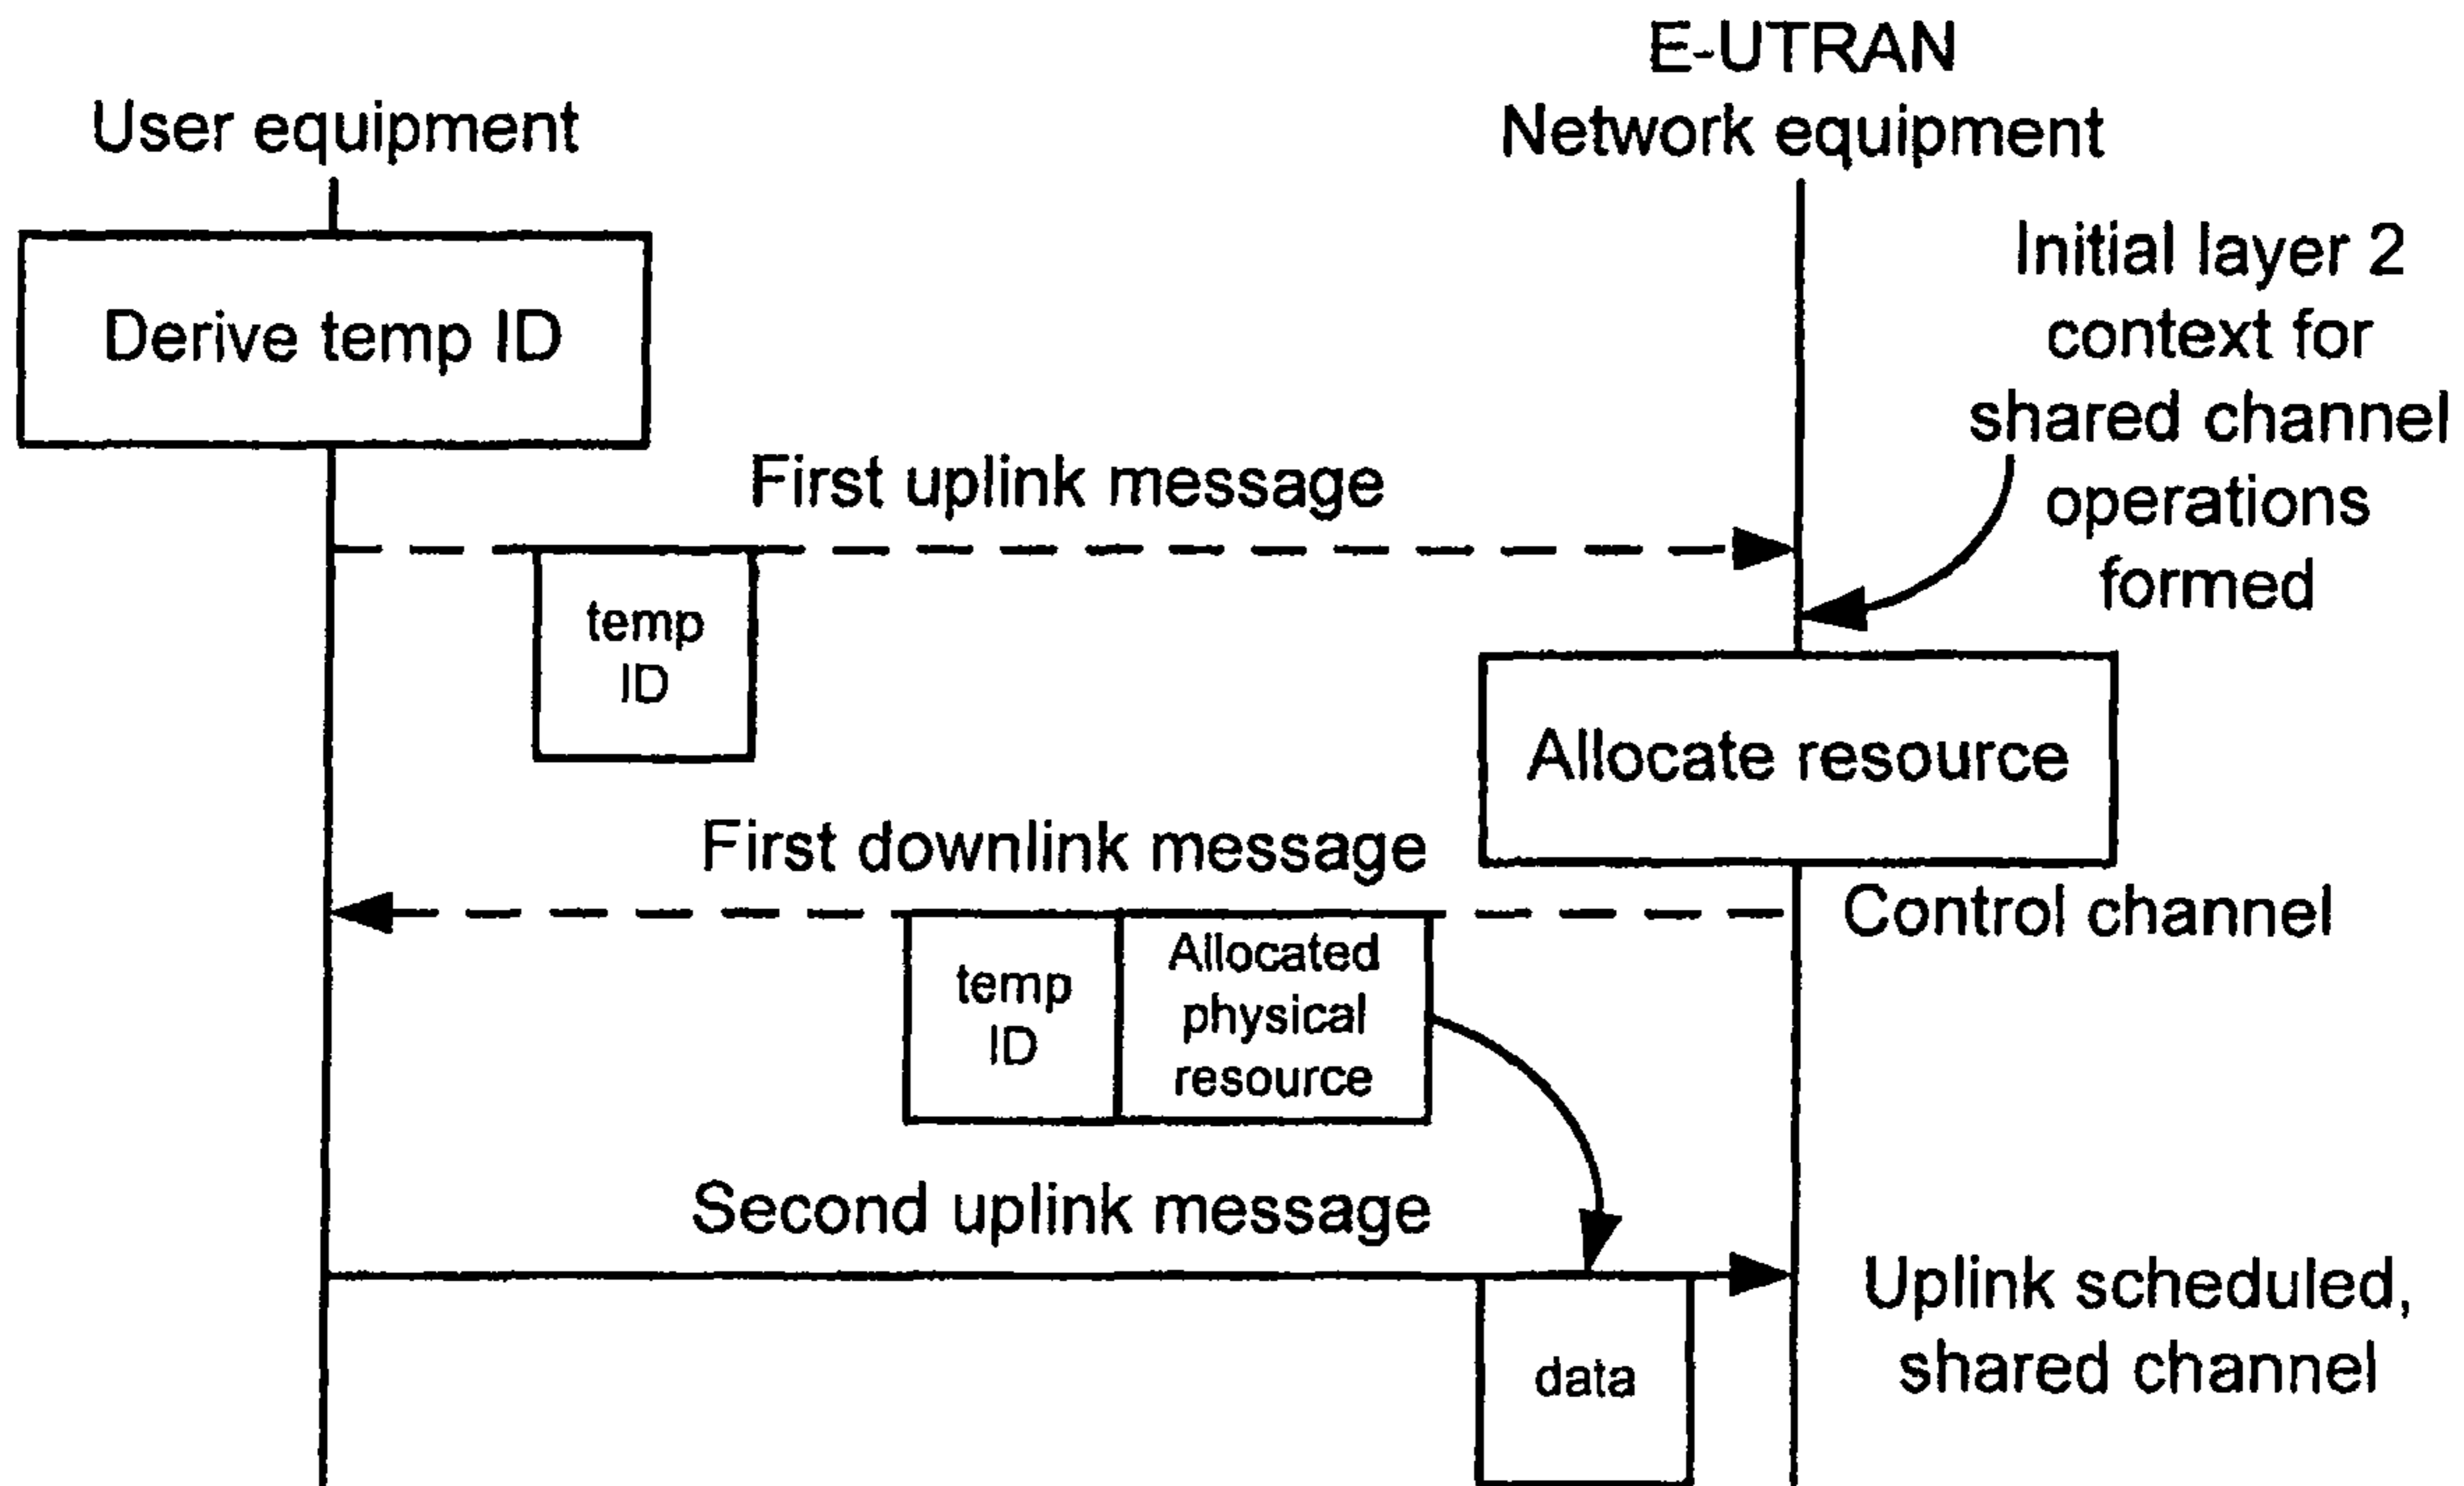 E-UTRAN
User equipment
Network equipment
Derive temp ID
Initial layer 2
context for
shared channel
operations
formed
First uplink message
temp
ID
Allocate resource
First downlink message
Control channel
temp
ID
Allocated
physical
resource
Second uplink message
Uplink scheduled,
shared channel
data